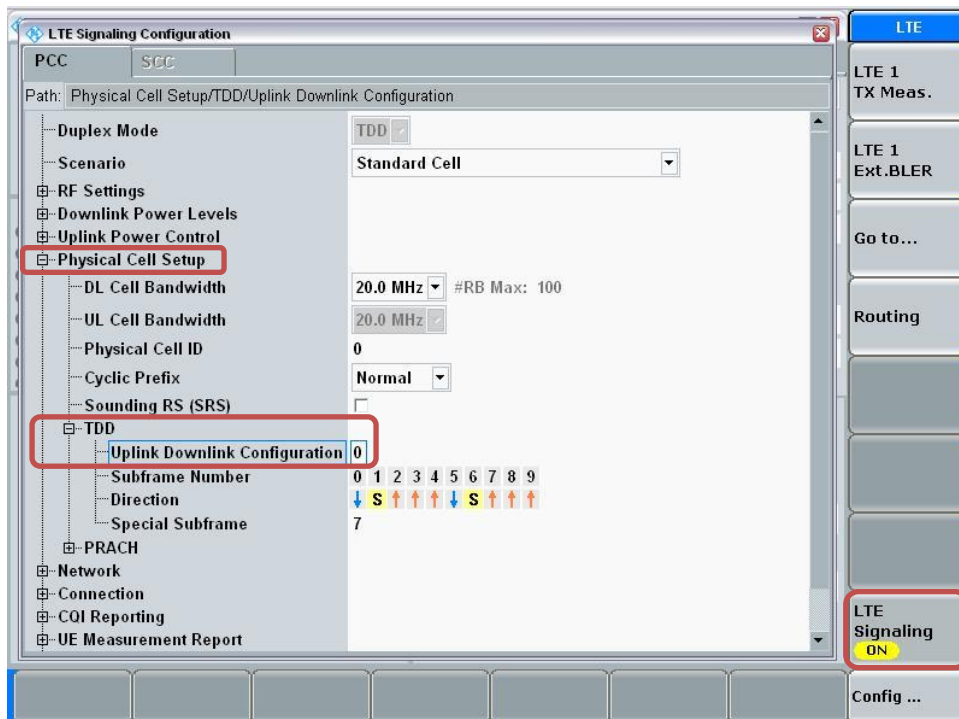 LTE Signaling Configuration
LTE
PCC SCC
Path: Physical Cell Setup/TDD/Uplink Downlink Configuration
Duplex Mode TDD
Scenario Standard Cell
RF Settings
Downlink Power Levels
Uplink Power Control
Physical Cell Setup
DL Cell Bandwidth 20.0 MHz #RB Max: 100
UL Cell Bandwidth 20.0 MHz
Physical Cell ID 0
Cyclic Prefix Normal
Sounding RS (SRS)
TDD
Uplink Downlink Configuration 0
Subframe Number 0 1 2 3 4 5 6 7 8 9
Direction ↓ S ↑ ↑ ↑ ↓ S ↑ ↑ ↑
Special Subframe 7
PRACH
Network
Connection
CQI Reporting
UE Measurement Report
LTE 1
TX Meas.
LTE 1
Ext.BLER
Go to...
Routing
LTE
Signaling
ON
Config ...